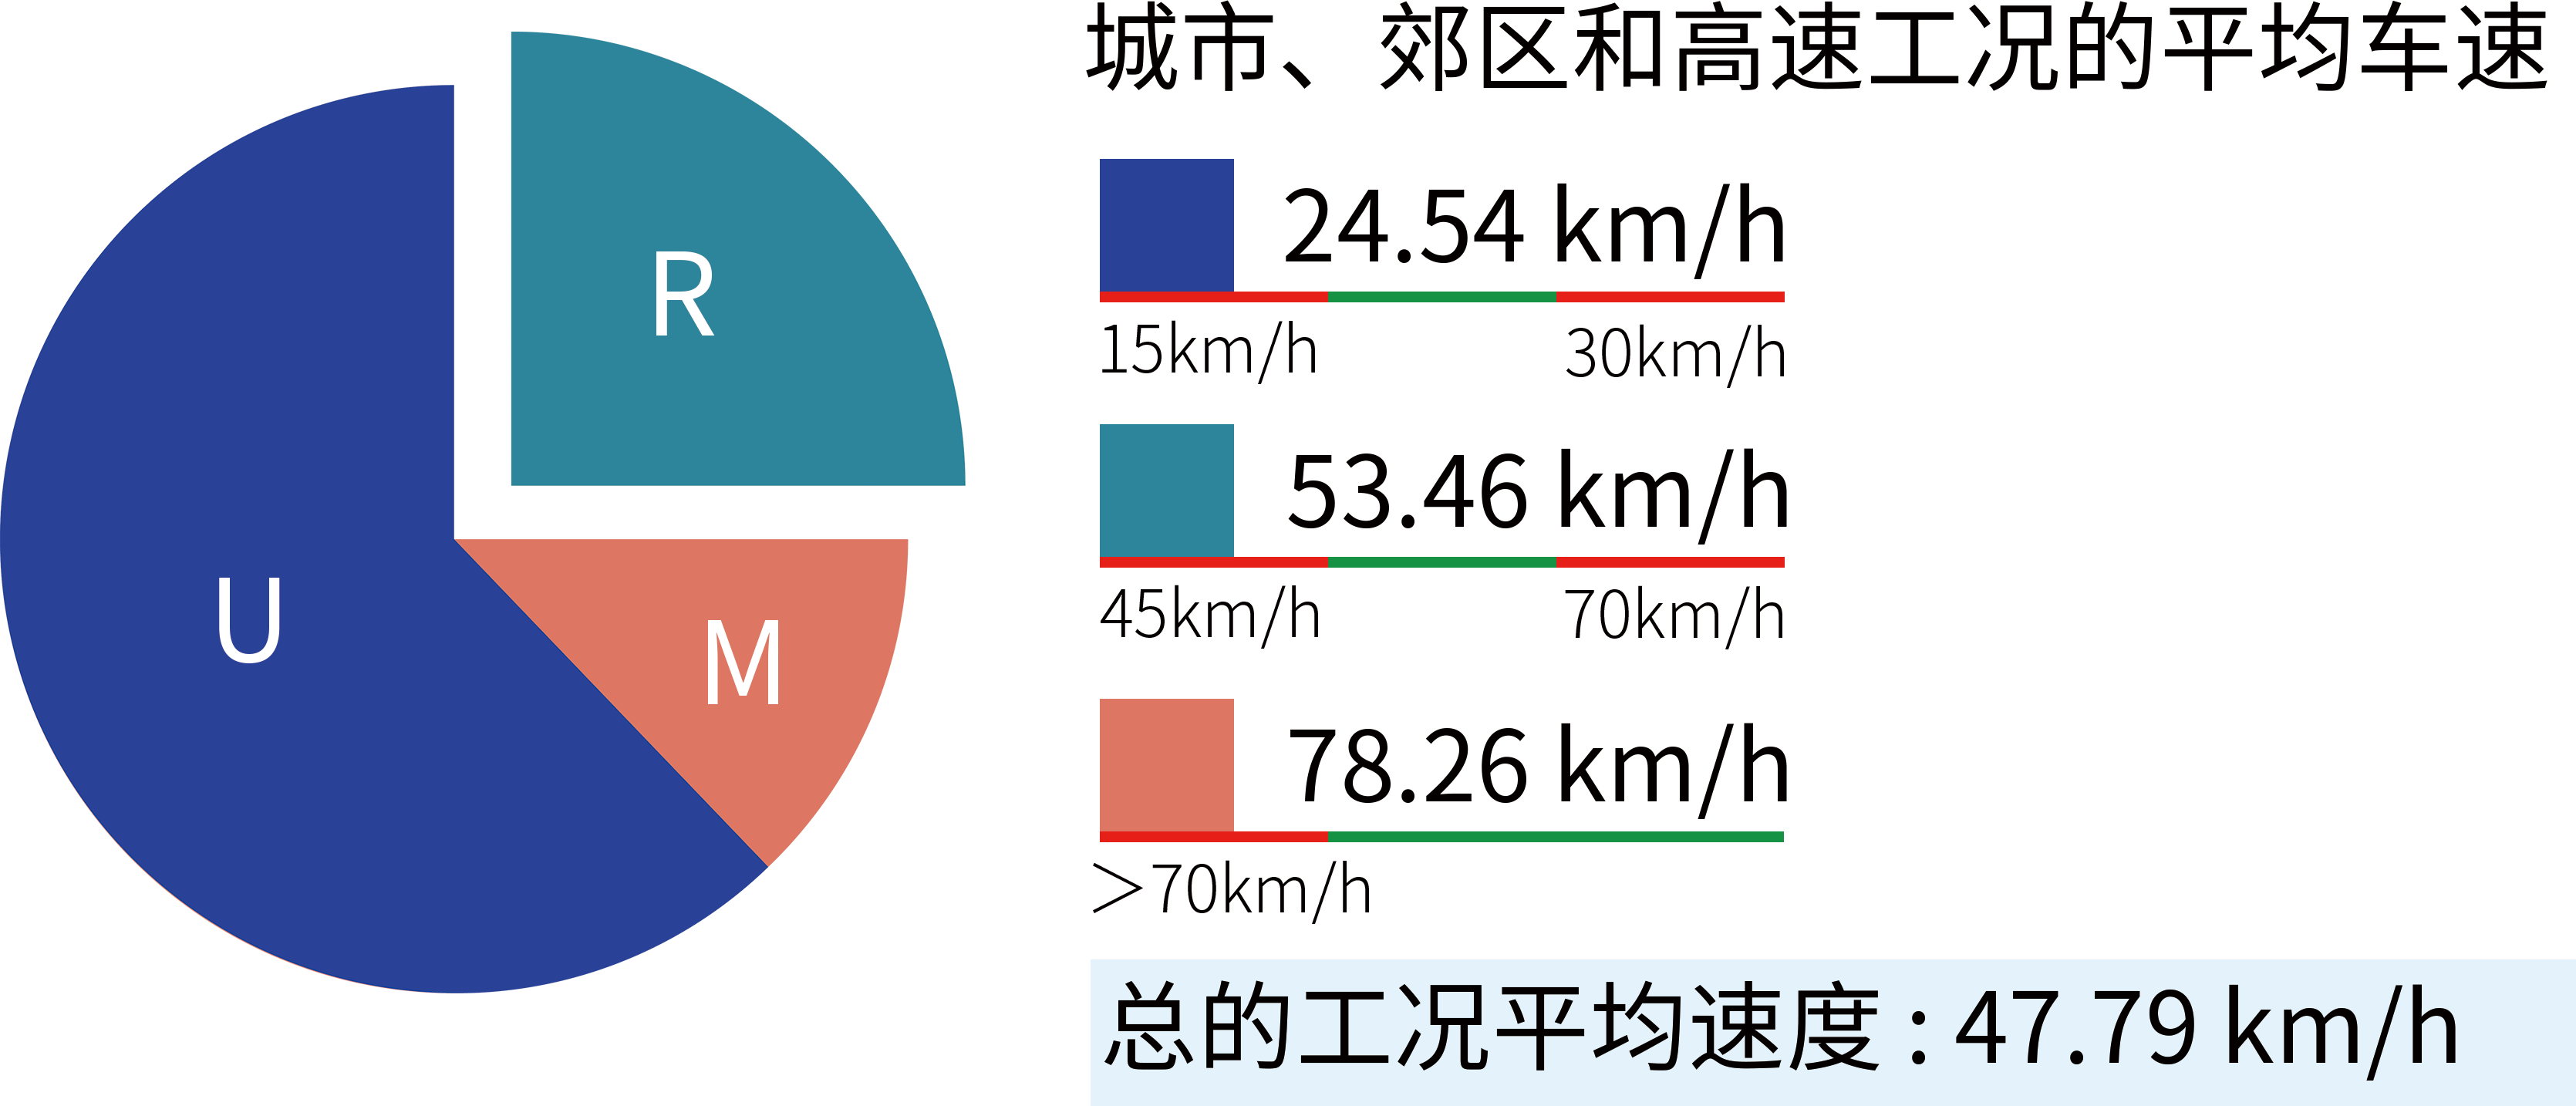 城市、郊区和高速工况的平均车速
R
U
M
24.54 km/h
15km/h 30km/h
53.46 km/h
45km/h 70km/h
78.26 km/h
＞70km/h
总的工况平均速度：47.79 km/h